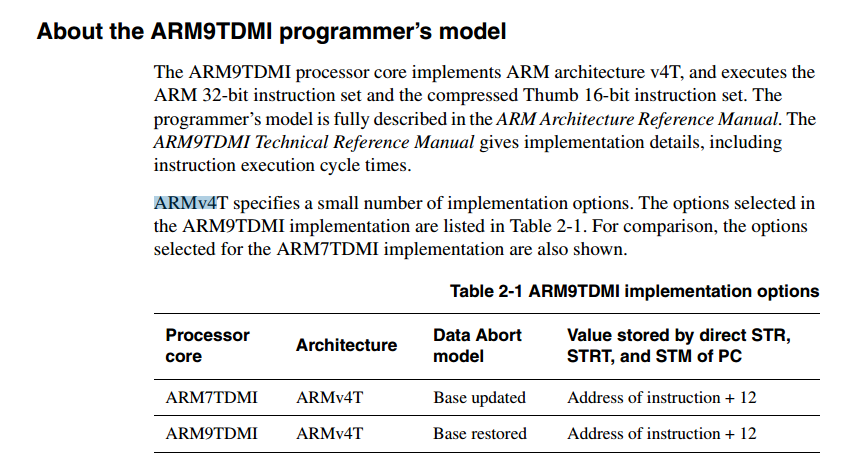 About the ARM9TDMI programmer's model
The ARM9TDMI processor core implements ARM architecture v4T, and executes the
ARM 32-bit instruction set and the compressed Thumb 16-bit instruction set. The
programmer's model is fully described in the ARM Architecture Reference Manual. The
ARM9TDMI Technical Reference Manual gives implementation details, including
instruction execution cycle times.
ARMv4T specifies a small number of implementation options. The options selected in
the ARM9TDMI implementation are listed in Table 2-1. For comparison, the options
selected for the ARM7TDMI implementation are also shown.
Table 2-1 ARM9TDMI implementation options
Processor core Architecture Data Abort model Value stored by direct STR, STRT, and STM of PC
ARM7TDMI ARMv4T Base updated Address of instruction + 12
ARM9TDMI ARMv4T Base restored Address of instruction + 12